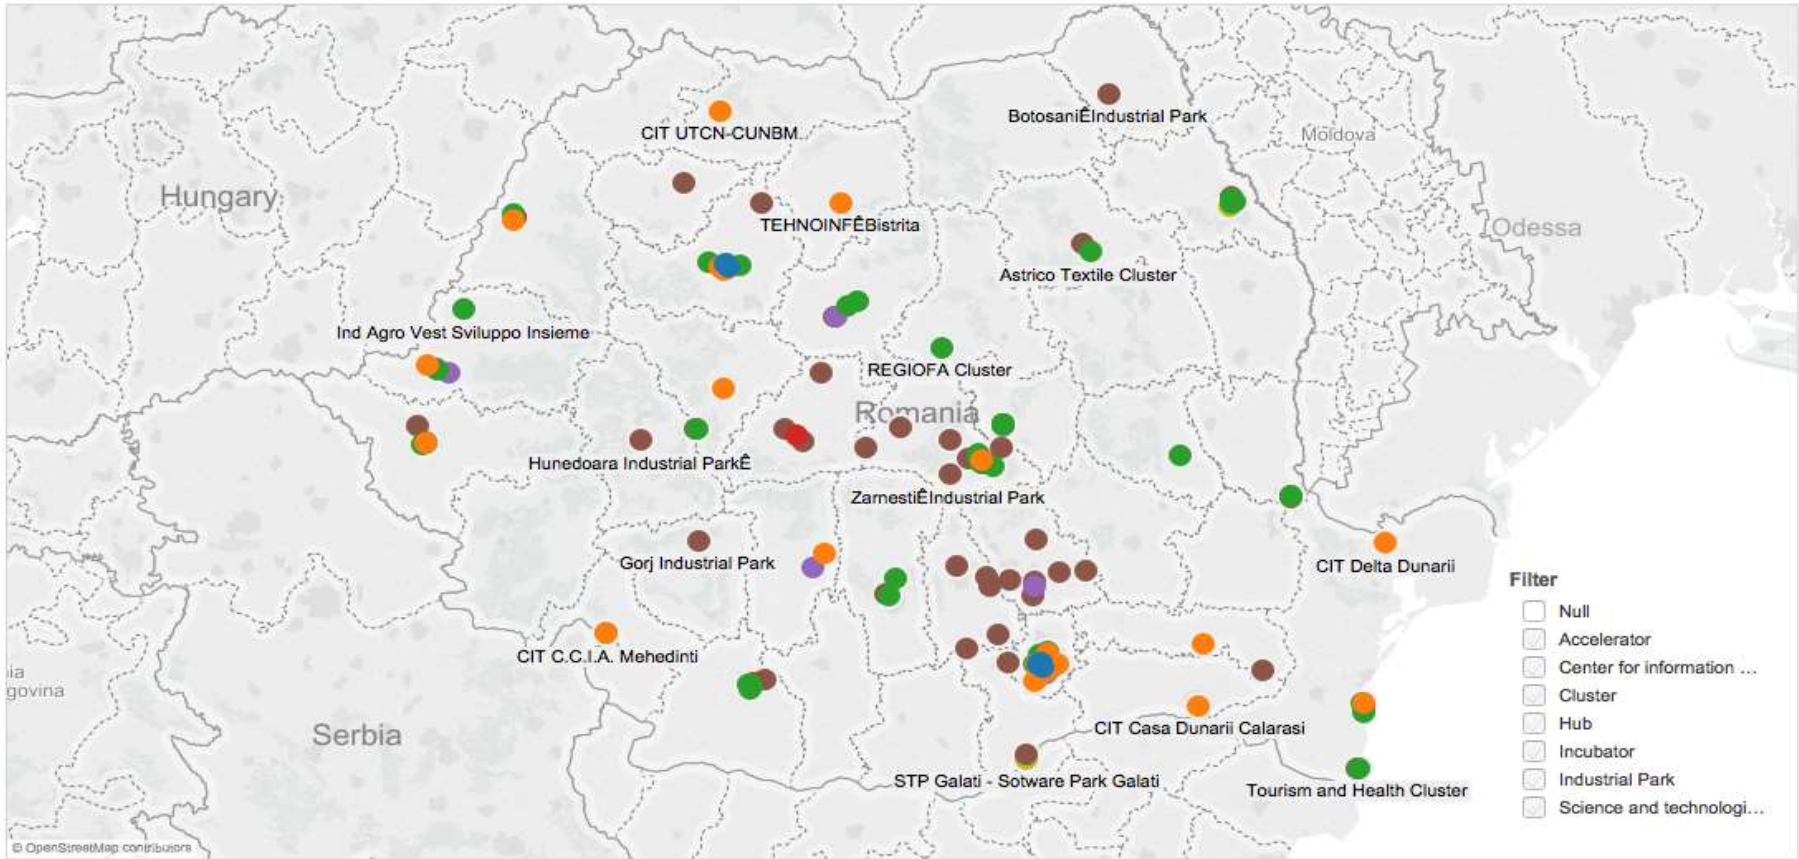 CIT UTCN-CUNBM..
BotosaniÊIndustrial Park
Moldova
Hungary
TEHNOINFÊBistrita
Odessa
Astrico Textile Cluster
Ind Agro Vest Sviluppo Insieme
REGIOFA Cluster
Romania
Hunedoara Industrial ParkÊ
ZarnestiÊIndustrial Park
Gorj Industrial Park
CIT Delta Dunarii
Filter
Null
Accelerator
Center for information ...
Cluster
Hub
Incubator
Industrial Park
Science and technologi...
CIT C.C.I.A. Mehedinti
govina
Serbia
CIT Casa Dunarii Calarasi
STP Galati - Sotware Park Galati
Tourism and Health Cluster
© OpenStreetMap contributors